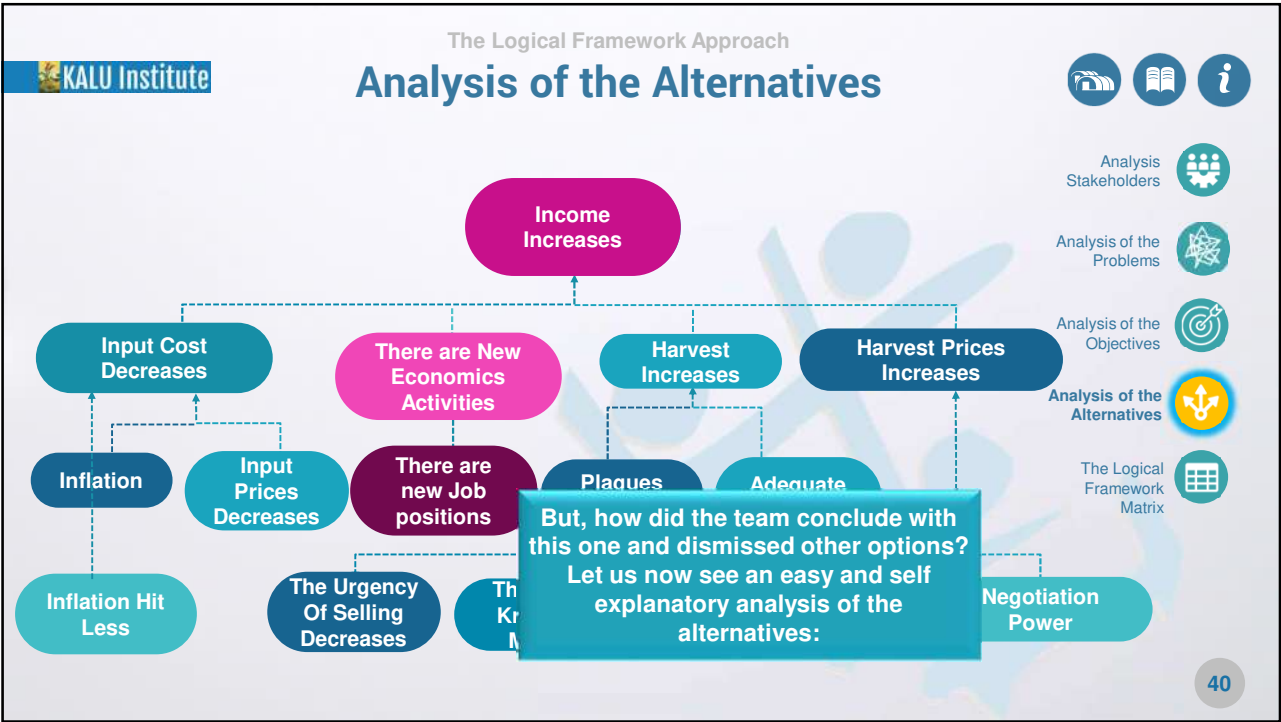 The Logical Framework Approach
KALU Institute
Analysis of the Alternatives
Analysis
Stakeholders
Analysis of the
Problems
Analysis of the
Objectives
Analysis of the
Alternatives
The Logical
Framework
Matrix
Income
Increases
Input Cost
Decreases
There are New
Economics
Activities
Harvest
Increases
Harvest Prices
Increases
Inflation
Input
Prices
Decreases
There are
new Job
positions
Plagues
Adequate
But, how did the team conclude with
this one and dismissed other options?
Let us now see an easy and self
explanatory analysis of the
alternatives:
Inflation Hit
Less
The Urgency
Of Selling
Decreases
Negotiation
Power
40